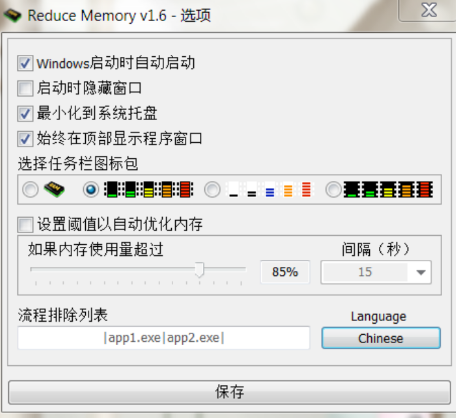 Reduce Memory v1.6 - 选项
Windows启动时自动启动
启动时隐藏窗口
最小化到系统托盘
始终在顶部显示程序窗口
选择任务栏图标包
设置阈值以自动优化内存
如果内存使用量超过 间隔（秒）
85% 15
流程排除列表 Language
|app1.exe|app2.exe| Chinese
保存